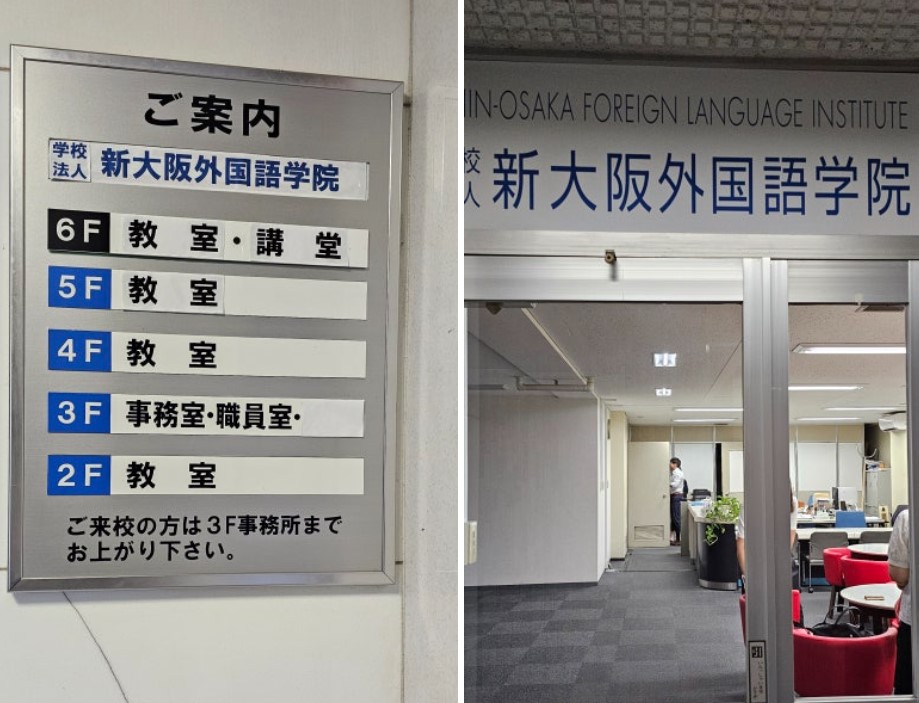 ご案内
学校法人 新大阪外国語学院
6F 教室・講堂
5F 教室
4F 教室
3F 事務室・職員室・
2F 教室
ご来校の方は3F事務所まで
お上がり下さい。
IN-OSAKA FOREIGN LANGUAGE INSTITUTE
校人 新大阪外国語学院
引